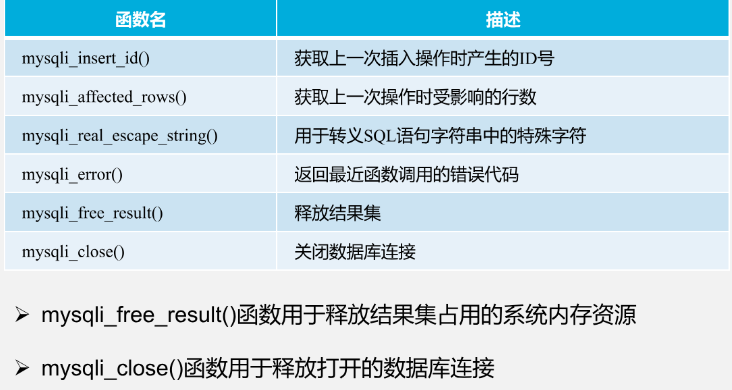 函数名 描述
mysqli_insert_id() 获取上一次插入操作时产生的ID号
mysqli_affected_rows() 获取上一次操作时受影响的行数
mysqli_real_escape_string() 用于转义SQL语句字符串中的特殊字符
mysqli_error() 返回最近函数调用的错误代码
mysqli_free_result() 释放结果集
mysqli_close() 关闭数据库连接
➢ mysqli_free_result()函数用于释放结果集占用的系统内存资源
➢ mysqli_close()函数用于释放打开的数据库连接